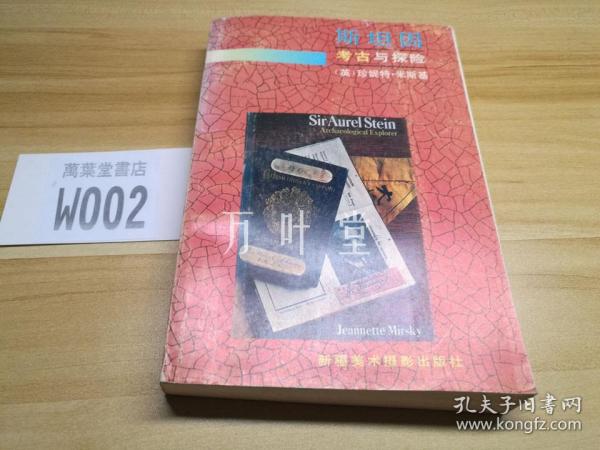 斯坦因
考古与探险
(英)珍妮特·米斯基
Sir Aurel Stein
Archaeological Explorer
Jeannette Mirsky
新疆美术摄影出版社
萬葉堂書店
W002
万叶堂
孔夫子旧书网
www.kongfz.com